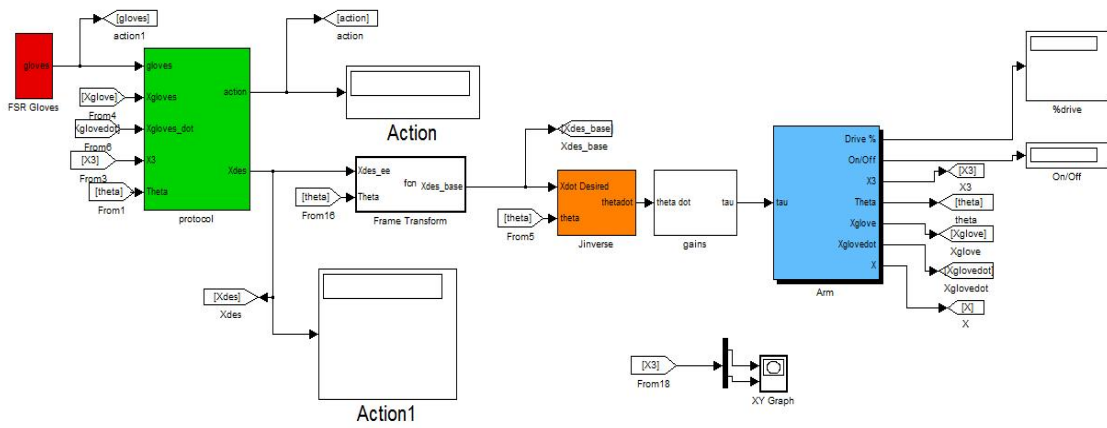 [gloves]
action1
gloves
FSR Gloves
gloves
[Xglove]
From4
Xgloves
Xglovedot]
From6
Xgloves_dot
[X3]
From3
X3
[theta]
From1
Theta
action
Xdes
protocol
[action]
action
Action
Xdes_ee
Theta
fcn
Xdes_base
Frame Transform
[theta]
From16
[Xdes_base]
Xdes_base
Xdot Desired
thetadot
theta
Jinverse
[theta]
From5
theta dot
tau
gains
tau
Drive %
On/Off
X3
Theta
Xglove
Xglovedot
X
Arm
%drive
On/Off
[X3]
X3
[theta]
theta
[Xglove]
Xglove
[Xglovedot]
Xglovedot
[X]
X
[Xdes]
Xdes
Action1
[X3]
From18
XY Graph